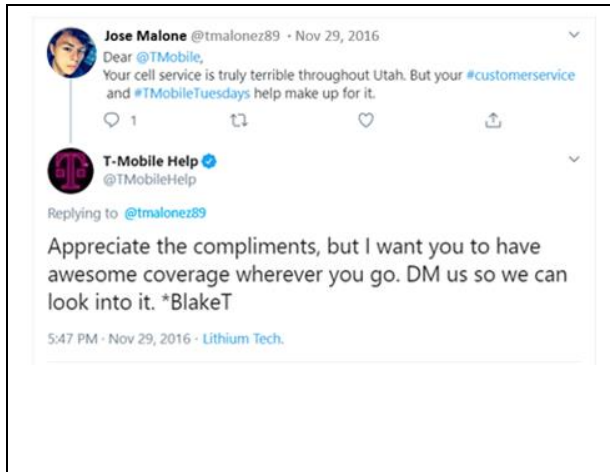 Jose Malone @tmalonez89 · Nov 29, 2016
Dear @TMobile,
Your cell service is truly terrible throughout Utah. But your #customerservice
and #TMobileTuesdays help make up for it.
1
T-Mobile Help
@TMobileHelp
Replying to @tmalonez89
Appreciate the compliments, but I want you to have
awesome coverage wherever you go. DM us so we can
look into it. *BlakeT
5:47 PM · Nov 29, 2016 · Lithium Tech.